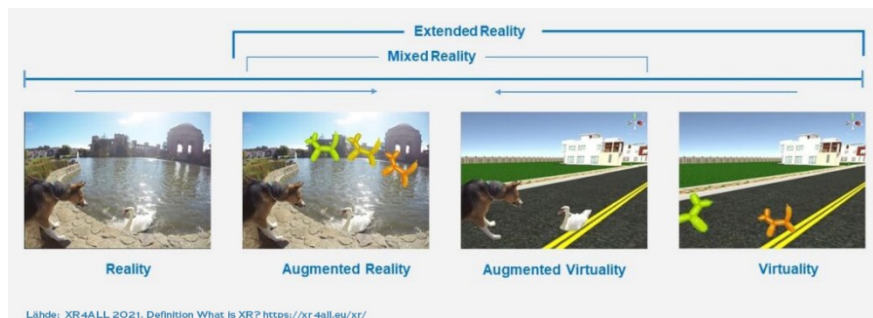 Extended Reality
Mixed Reality
Reality
Augmented Reality
Augmented Virtuality
Virtuality
Lähde: XR4ALL 2021. Definition What is XR? https://xr4all.eu/xr/